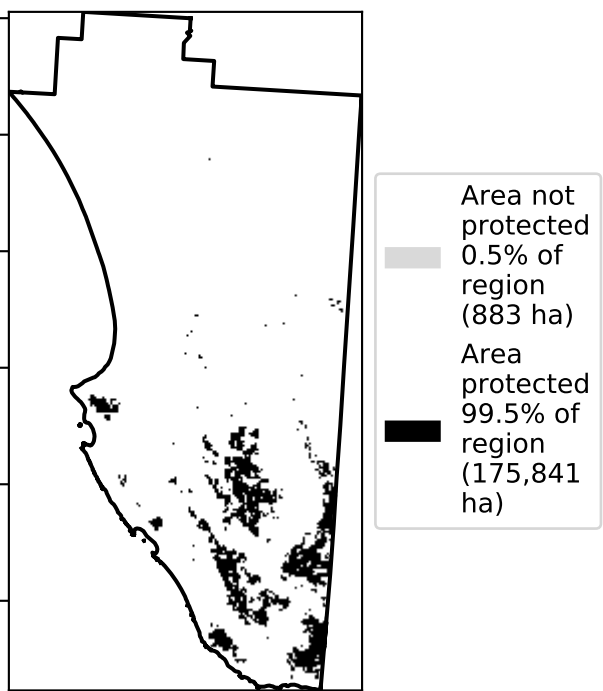 Area not
protected
0.5% of
region
(883 ha)
Area
protected
99.5% of
region
(175,841
ha)